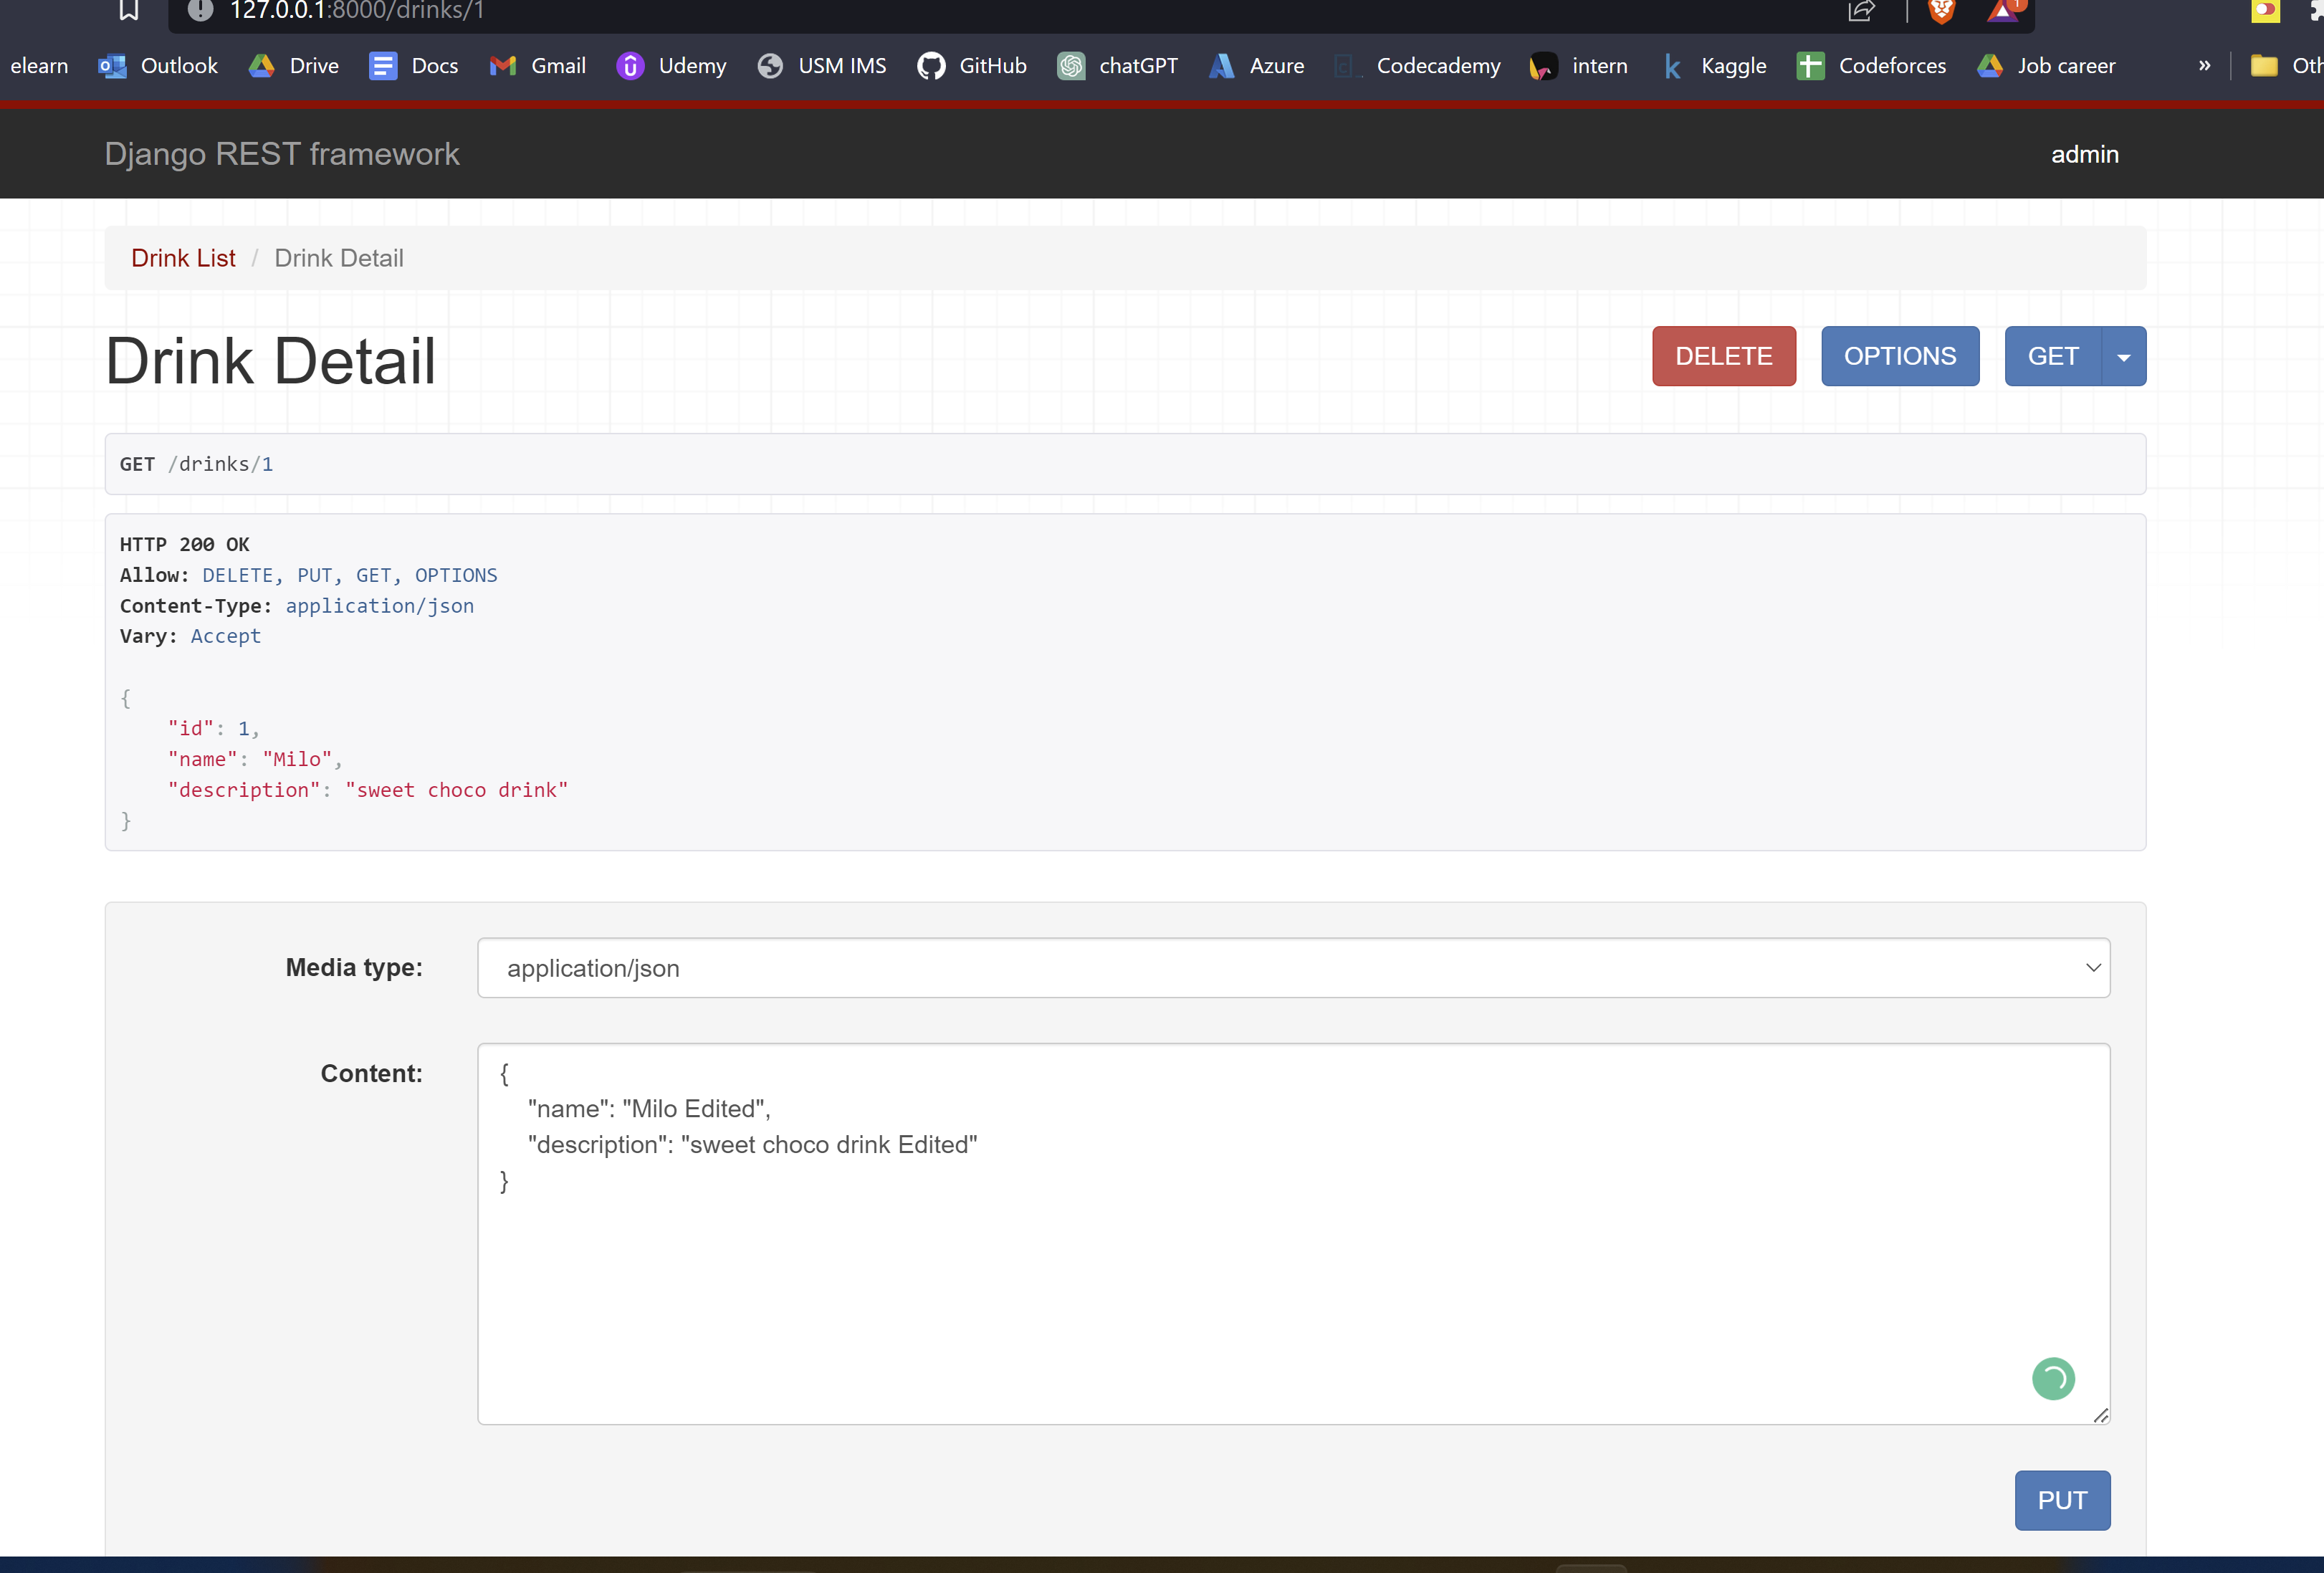 127.0.0.1:8000/drinks/1
1
elearn Outlook Drive Docs Gmail Udemy USM IMS GitHub chatGPT Azure Codecademy intern Kaggle Codeforces Job career » Oth
Django REST framework admin
Drink List / Drink Detail
Drink Detail DELETE OPTIONS GET
GET /drinks/1
HTTP 200 OK
Allow: DELETE, PUT, GET, OPTIONS
Content-Type: application/json
Vary: Accept
{
"id": 1,
"name": "Milo",
"description": "sweet choco drink"
}
Media type: application/json
Content: {
"name": "Milo Edited",
"description": "sweet choco drink Edited"
}
PUT